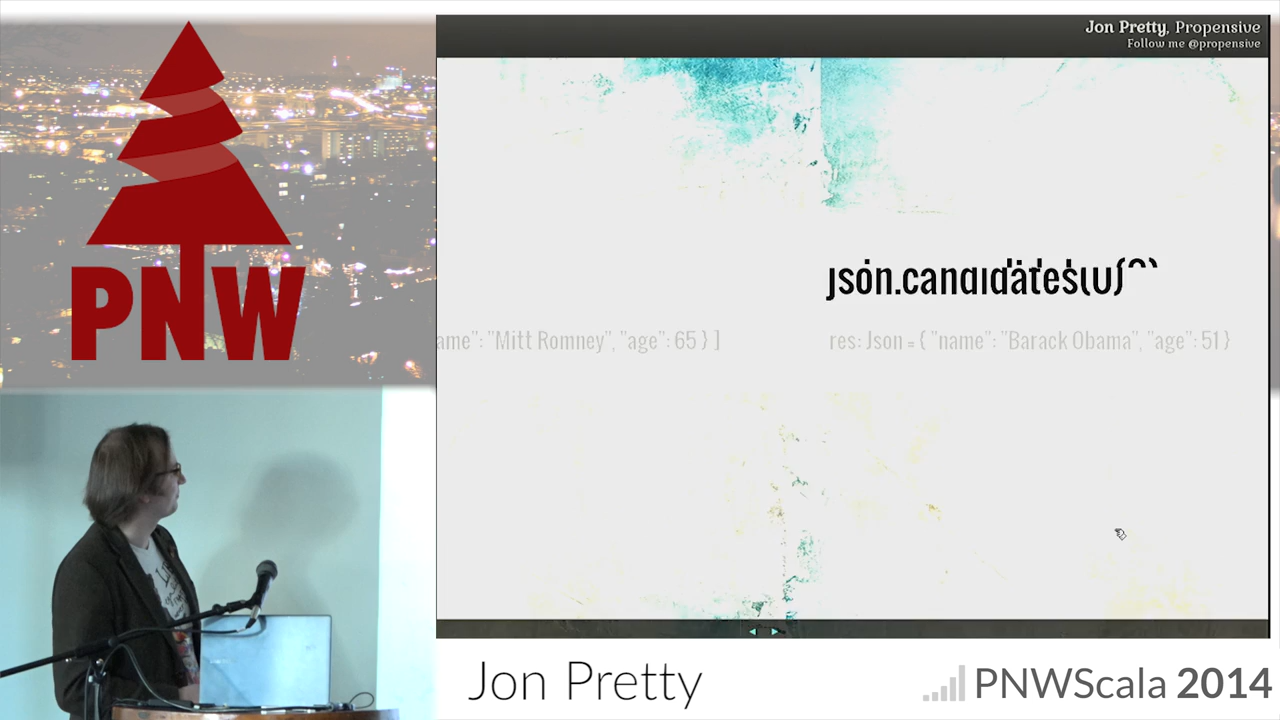 PNW
Jon Pretty, Propensive
Follow me @propensive
ame": "Mitt Romney", "age": 65 } ]
res: Json = { "name": "Barack Obama", "age": 51 }
Jon Pretty
PNWScala 2014